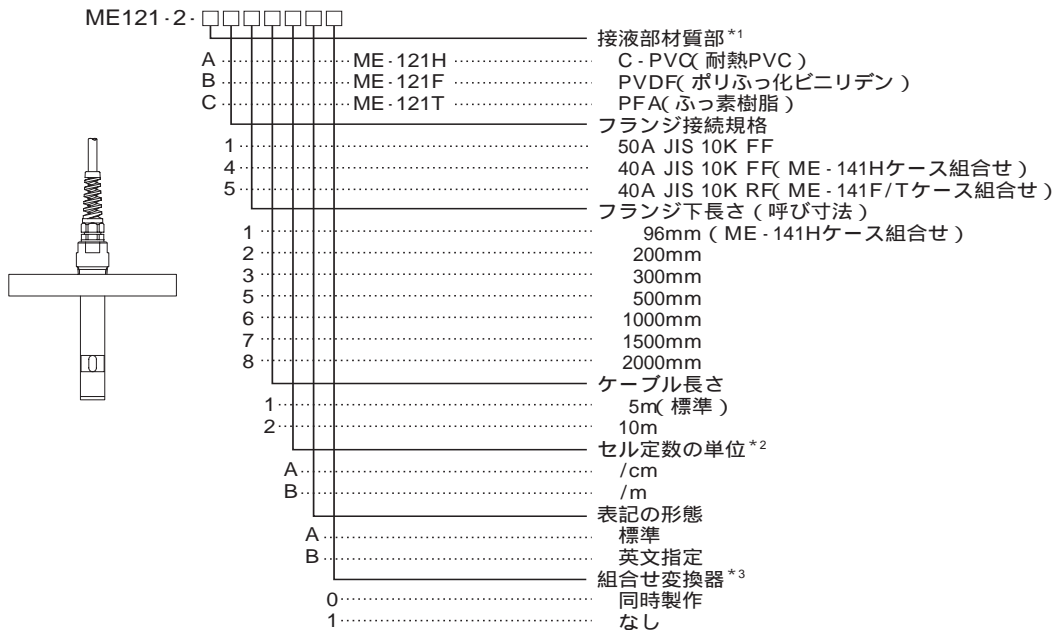 ME121-2-□□□□□□□
接液部材質部*1
A ME-121H C-PVC(耐熱PVC)
B ME-121F PVDF(ポリふっ化ビニリデン)
C ME-121T PFA(ふっ素樹脂)
フランジ接続規格
1 50A JIS 10K FF
4 40A JIS 10K FF(ME-141Hケース組合せ)
5 40A JIS 10K RF(ME-141F/Tケース組合せ)
フランジ下長さ(呼び寸法)
1 96mm(ME-141Hケース組合せ)
2 200mm
3 300mm
5 500mm
6 1000mm
7 1500mm
8 2000mm
ケーブル長さ
1 5m(標準)
2 10m
セル定数の単位*2
A /cm
B /m
表記の形態
A 標準
B 英文指定
組合せ変換器*3
0 同時製作
1 なし